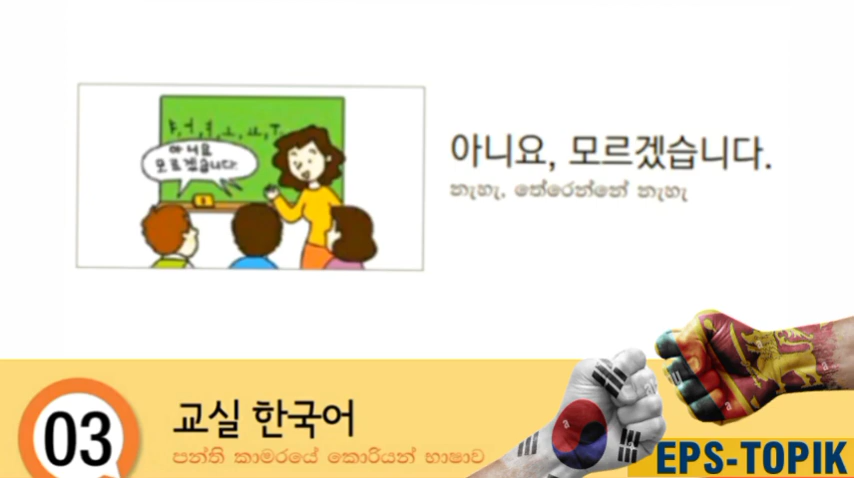 아니요
모르겠습니다.
아니요, 모르겠습니다.
නැහැ, තේරෙන්නේ නැහැ
03
교실 한국어
පන්ති කාමරයේ කොරියන් භාෂාව
EPS-TOPIK